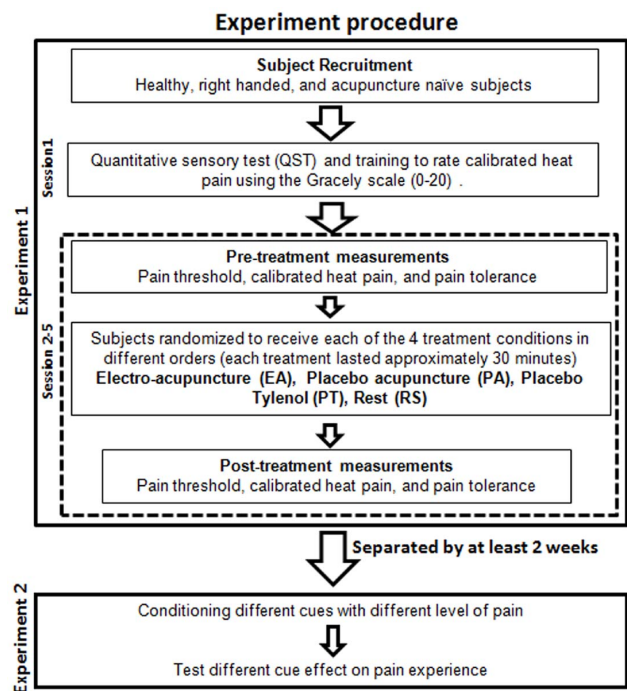 Experiment procedure
Experiment 1
Subject Recruitment
Healthy, right handed, and acupuncture naïve subjects
Session1
Quantitative sensory test (QST) and training to rate calibrated heat
pain using the Gracely scale (0-20) .
Session 2-5
Pre-treatment measurements
Pain threshold, calibrated heat pain, and pain tolerance
Subjects randomized to receive each of the 4 treatment conditions in
different orders (each treatment lasted approximately 30 minutes)
Electro-acupuncture (EA), Placebo acupuncture (PA), Placebo
Tylenol (PT), Rest (RS)
Post-treatment measurements
Pain threshold, calibrated heat pain, and pain tolerance
Separated by at least 2 weeks
Experiment 2
Conditioning different cues with different level of pain
Test different cue effect on pain experience